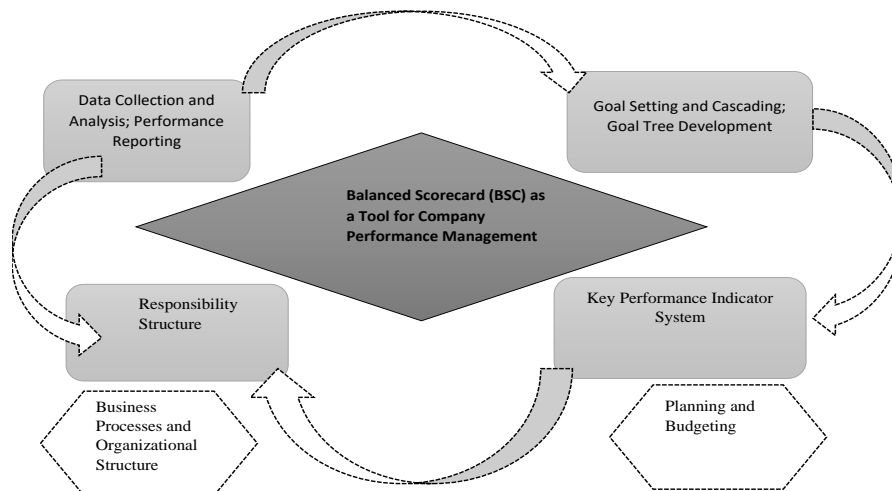 Data Collection and
Analysis; Performance
Reporting
Goal Setting and Cascading;
Goal Tree Development
Balanced Scorecard (BSC) as
a Tool for Company
Performance Management
Responsibility
Structure
Key Performance Indicator
System
Business
Processes and
Organizational
Structure
Planning and
Budgeting